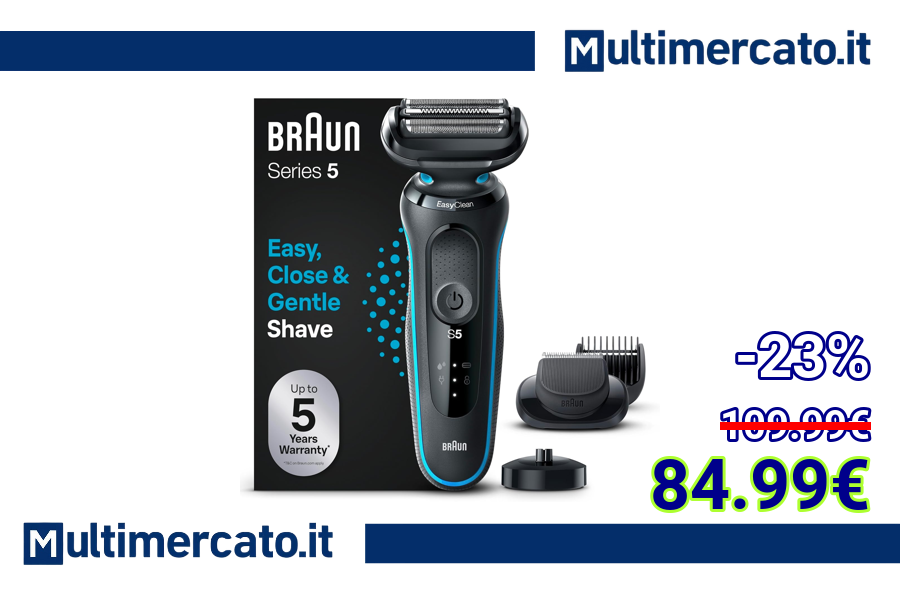 Multimercato.it
BRAUN
Series 5
Easy,
Close &
Gentle
Shave
Up to
5
Years
Warranty*
EasyClean
S5
BRAUN
BRAUN
-23%
109.99€
84.99€
Multimercato.it